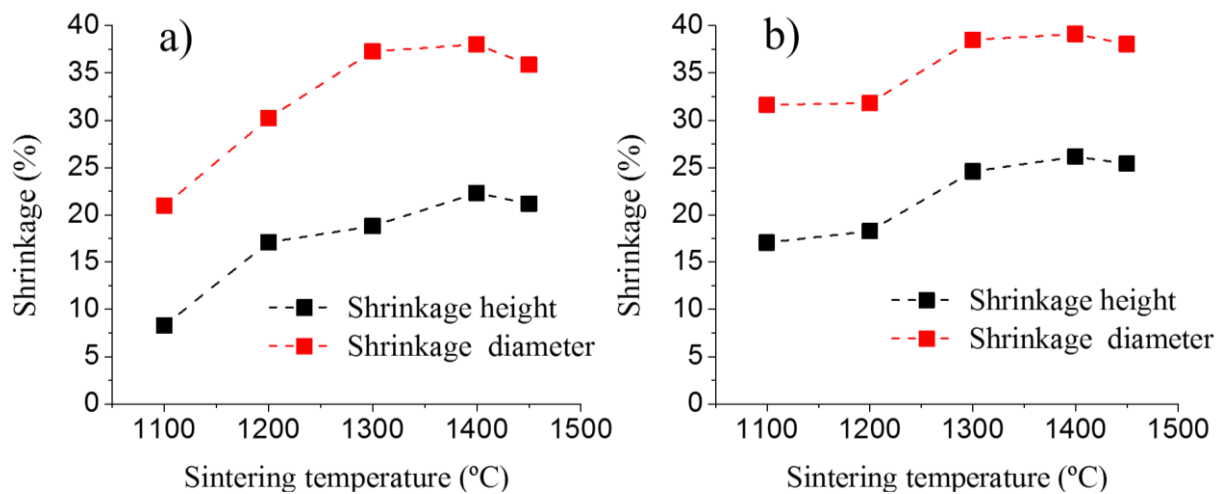 a)
Shrinkage (%)
40
35
30
25
20
15
10
5
0
Shrinkage height
Shrinkage diameter
1100 1200 1300 1400 1500
Sintering temperature (ºC)
b)
Shrinkage (%)
40
35
30
25
20
15
10
5
0
Shrinkage height
Shrinkage diameter
1100 1200 1300 1400 1500
Sintering temperature (ºC)